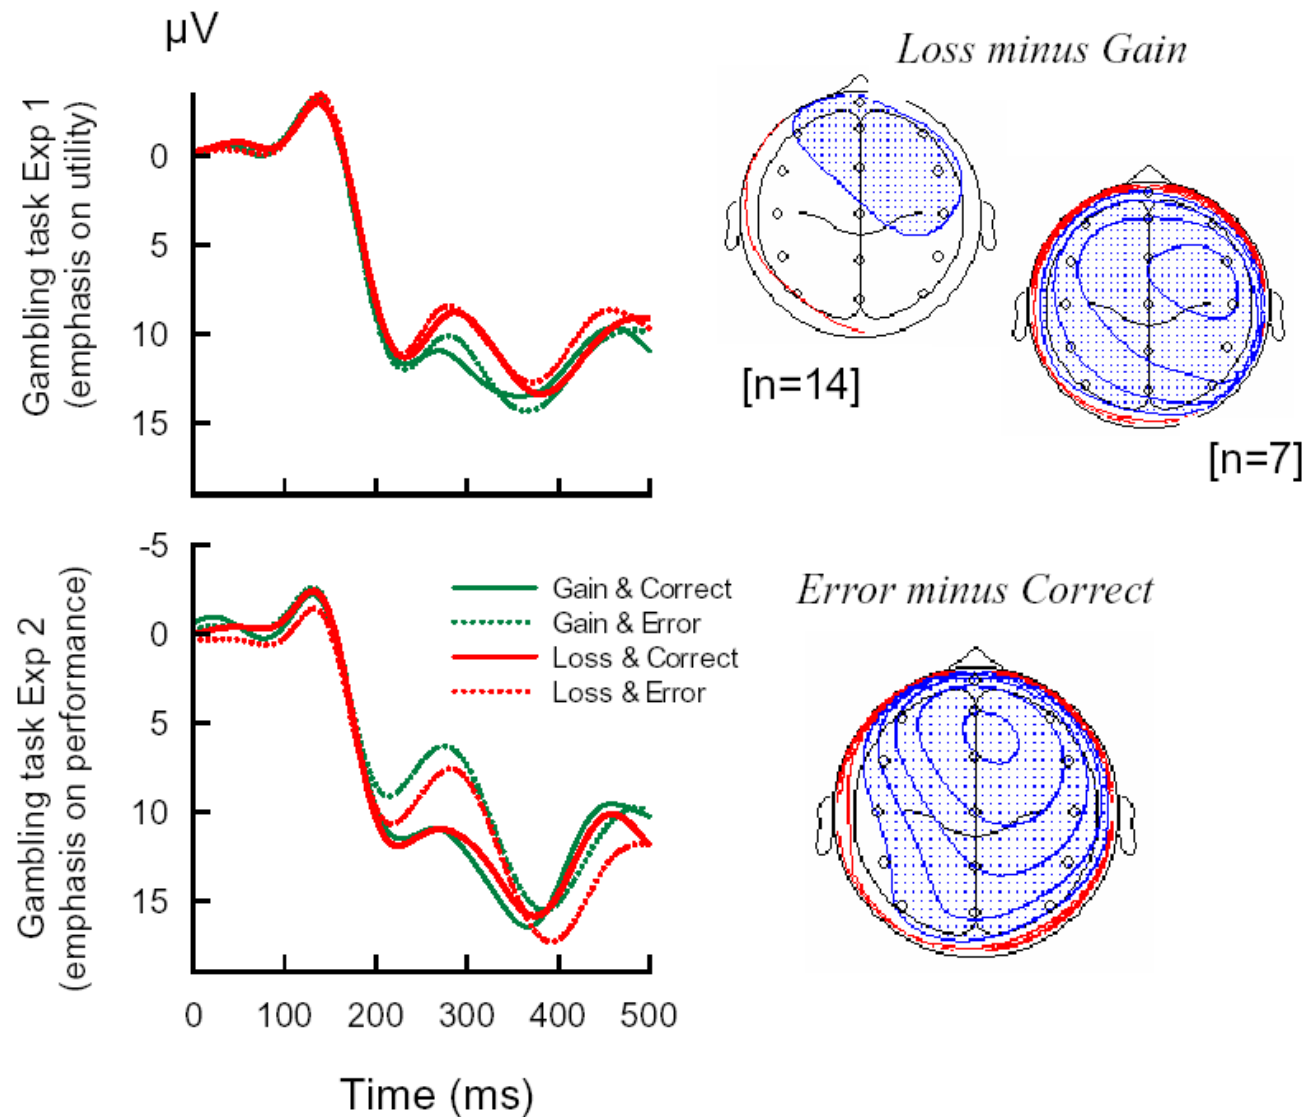 µV
Loss minus Gain
Gambling task Exp 1
(emphasis on utility)
0
5
10
15
[n=14]
[n=7]
Gambling task Exp 2
(emphasis on performance)
-5
0
5
10
15
Gain & Correct
Gain & Error
Loss & Correct
Loss & Error
Error minus Correct
0 100 200 300 400 500
Time (ms)